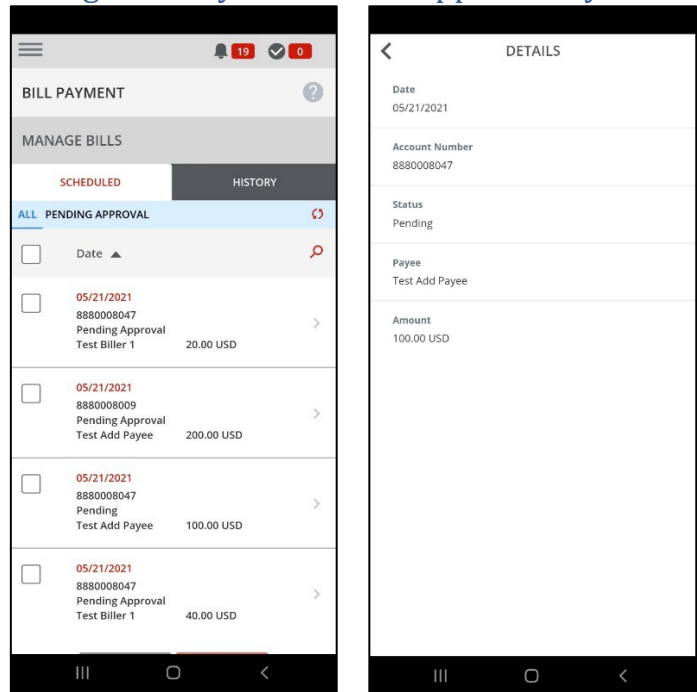 19
0
BILL PAYMENT
?
MANAGE BILLS
SCHEDULED
HISTORY
ALL PENDING APPROVAL
Date
05/21/2021
8880008047
Pending Approval
Test Biller 1 20.00 USD
05/21/2021
8880008009
Pending Approval
Test Add Payee 200.00 USD
05/21/2021
8880008047
Pending
Test Add Payee 100.00 USD
05/21/2021
8880008047
Pending Approval
Test Biller 1 40.00 USD
DETAILS
Date
05/21/2021
Account Number
8880008047
Status
Pending
Payee
Test Add Payee
Amount
100.00 USD